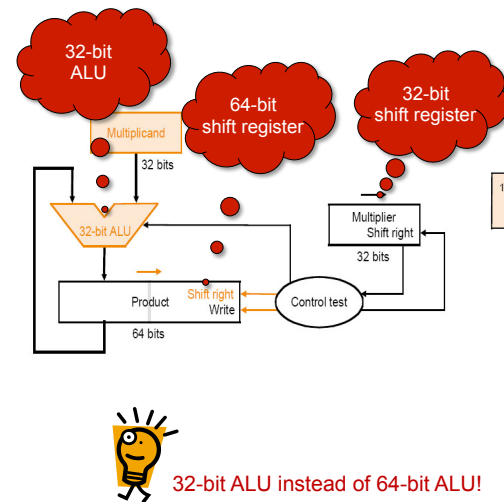 32-bit
ALU
64-bit
shift register
32-bit
shift register
Multiplicand
32 bits
1
32-bit ALU
Multiplier
Shift right
32 bits
Product
Shift right
Write
Control test
64 bits
32-bit ALU instead of 64-bit ALU!